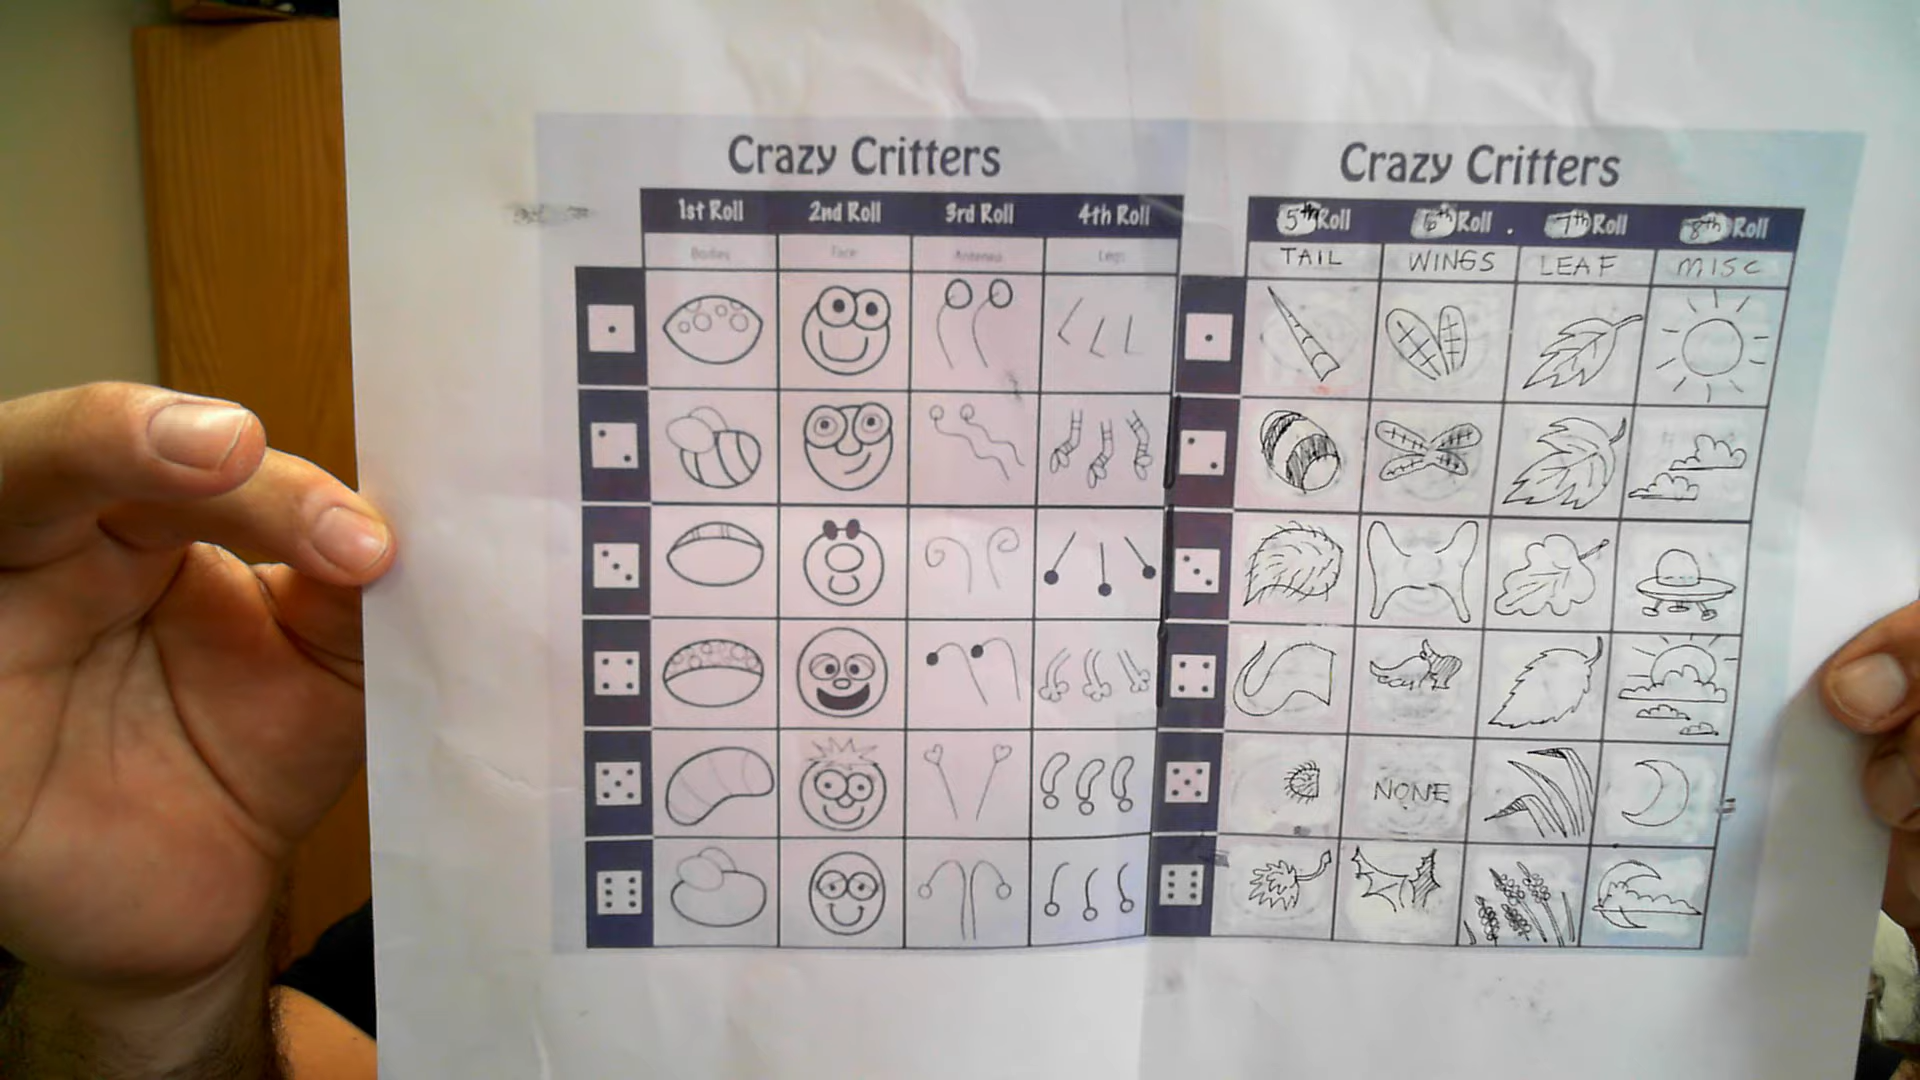 Crazy Critters
1st Roll 2nd Roll 3rd Roll 4th Roll
Bodies Face Antenna Legs
Crazy Critters
5th Roll 6th Roll . 7th Roll 8th Roll
TAIL WINGS LEAF MISC
NONE